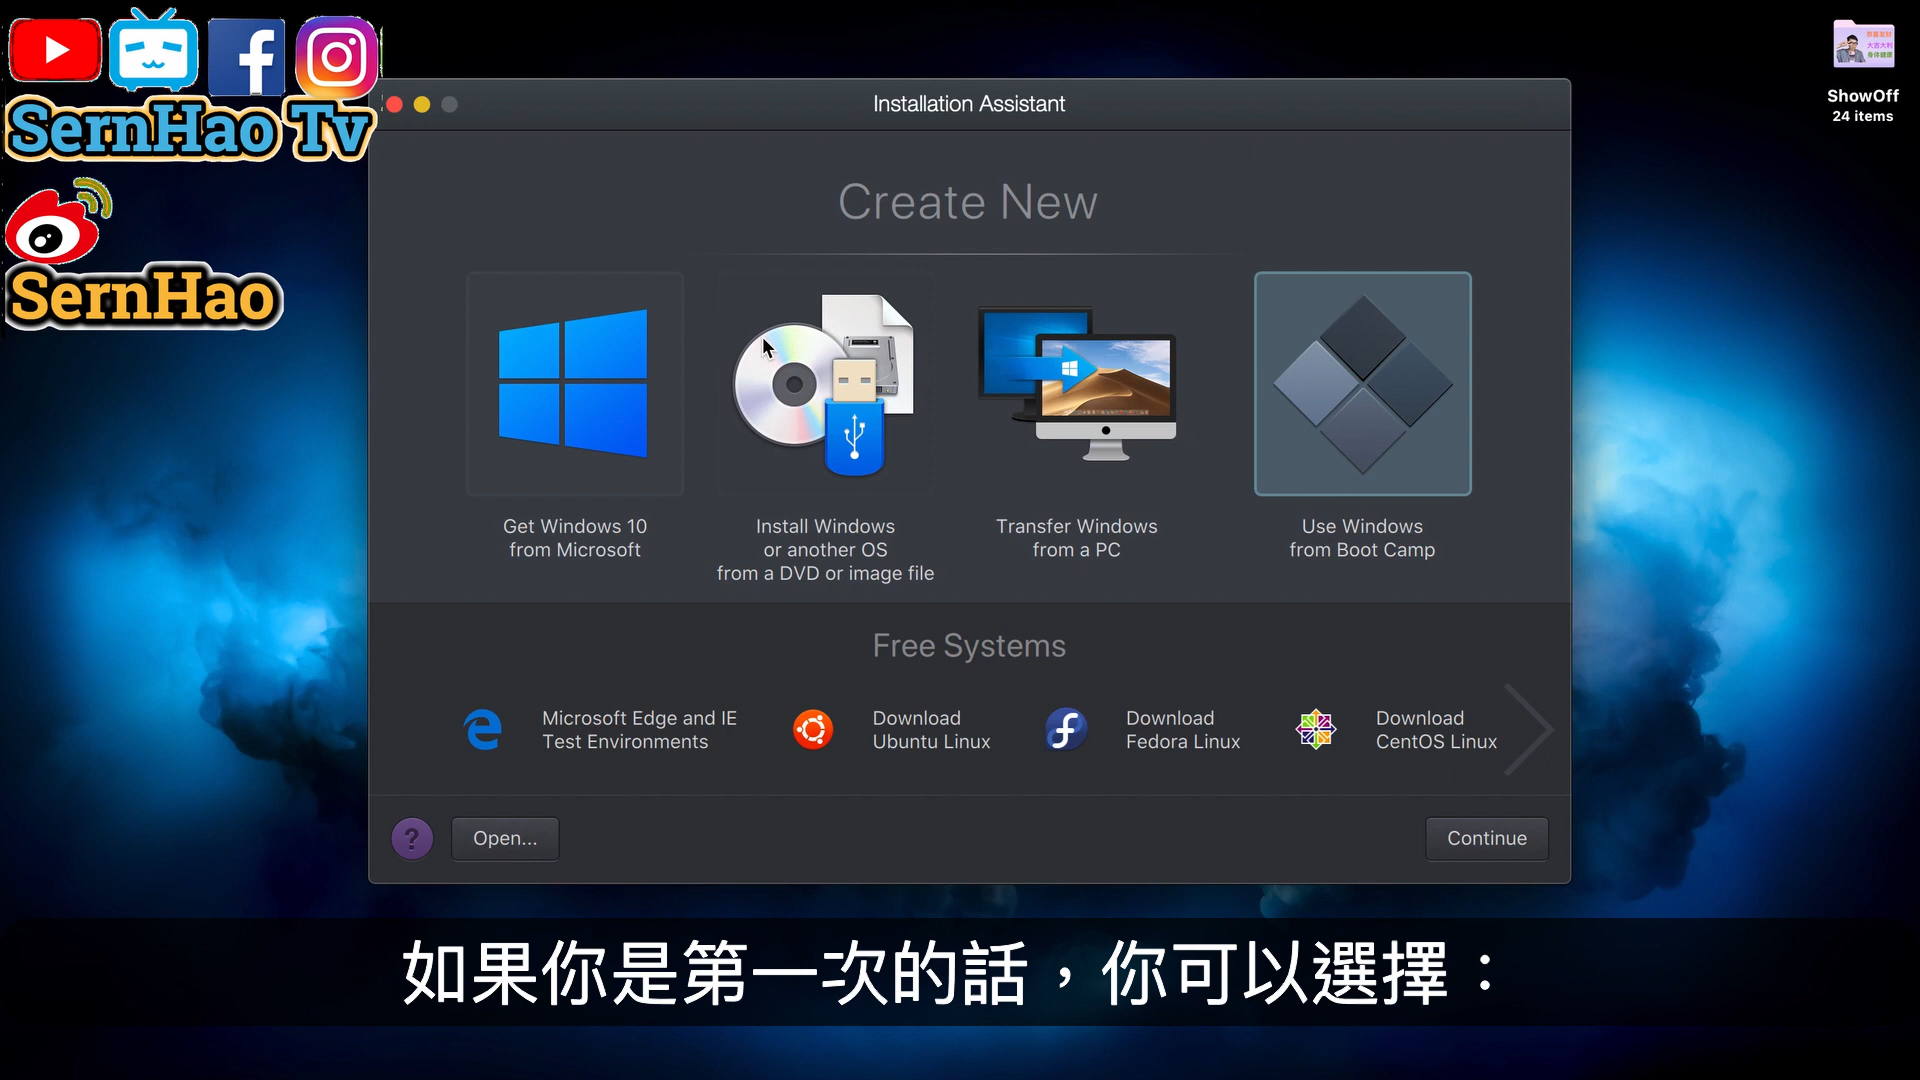 SernHao Tv
SernHao
ShowOff
24 items
Installation Assistant
Create New
Get Windows 10
from Microsoft
Install Windows
or another OS
from a DVD or image file
Transfer Windows
from a PC
Use Windows
from Boot Camp
Free Systems
Microsoft Edge and IE
Test Environments
Download
Ubuntu Linux
Download
Fedora Linux
Download
CentOS Linux
?
Open...
Continue
如果你是第一次的話，你可以選擇：